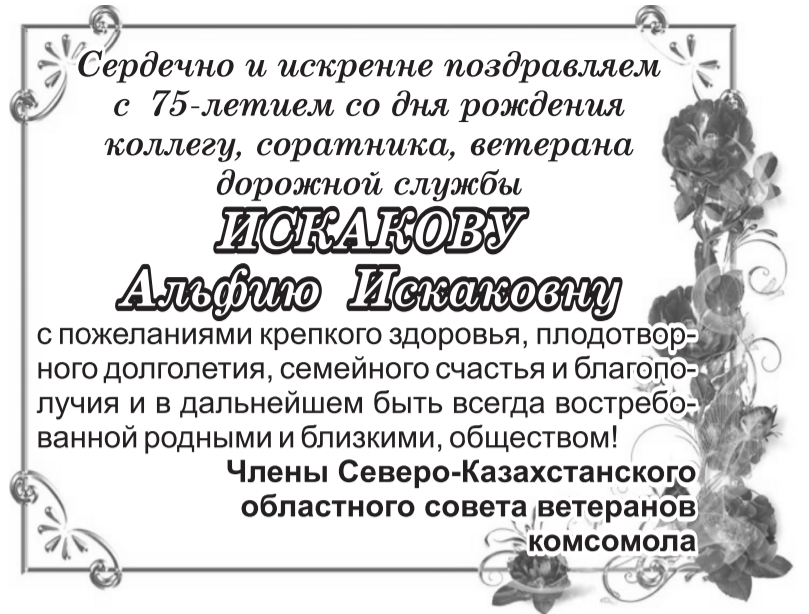 Сердечно и искренне поздравляем
с 75-летием со дня рождения
коллегу, соратника, ветерана
дорожной службы
ИСКАКОВУ
Альфию Искаковну
с пожеланиями крепкого здоровья, плодотвор-
ного долголетия, семейного счастья и благопо-
лучия и в дальнейшем быть всегда востребо-
ванной родными и близкими, обществом!
Члены Северо-Казахстанского
областного совета ветеранов
комсомола